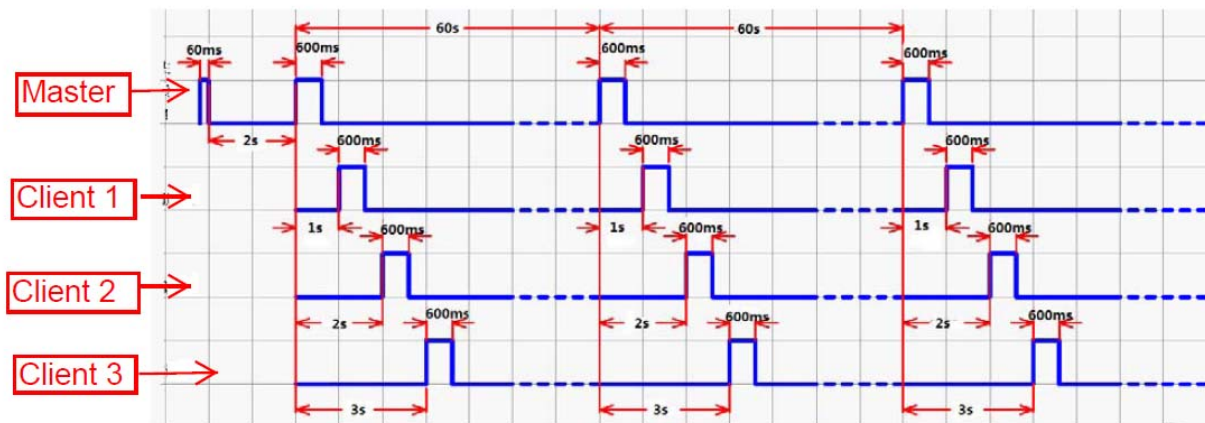 60s 60s
60ms 600ms 600ms 600ms
Master
2s 600ms 600ms 600ms
Client 1
1s 600ms 1s 600ms 1s 600ms
Client 2
2s 600ms 2s 600ms 2s 600ms
Client 3
3s 3s 3s